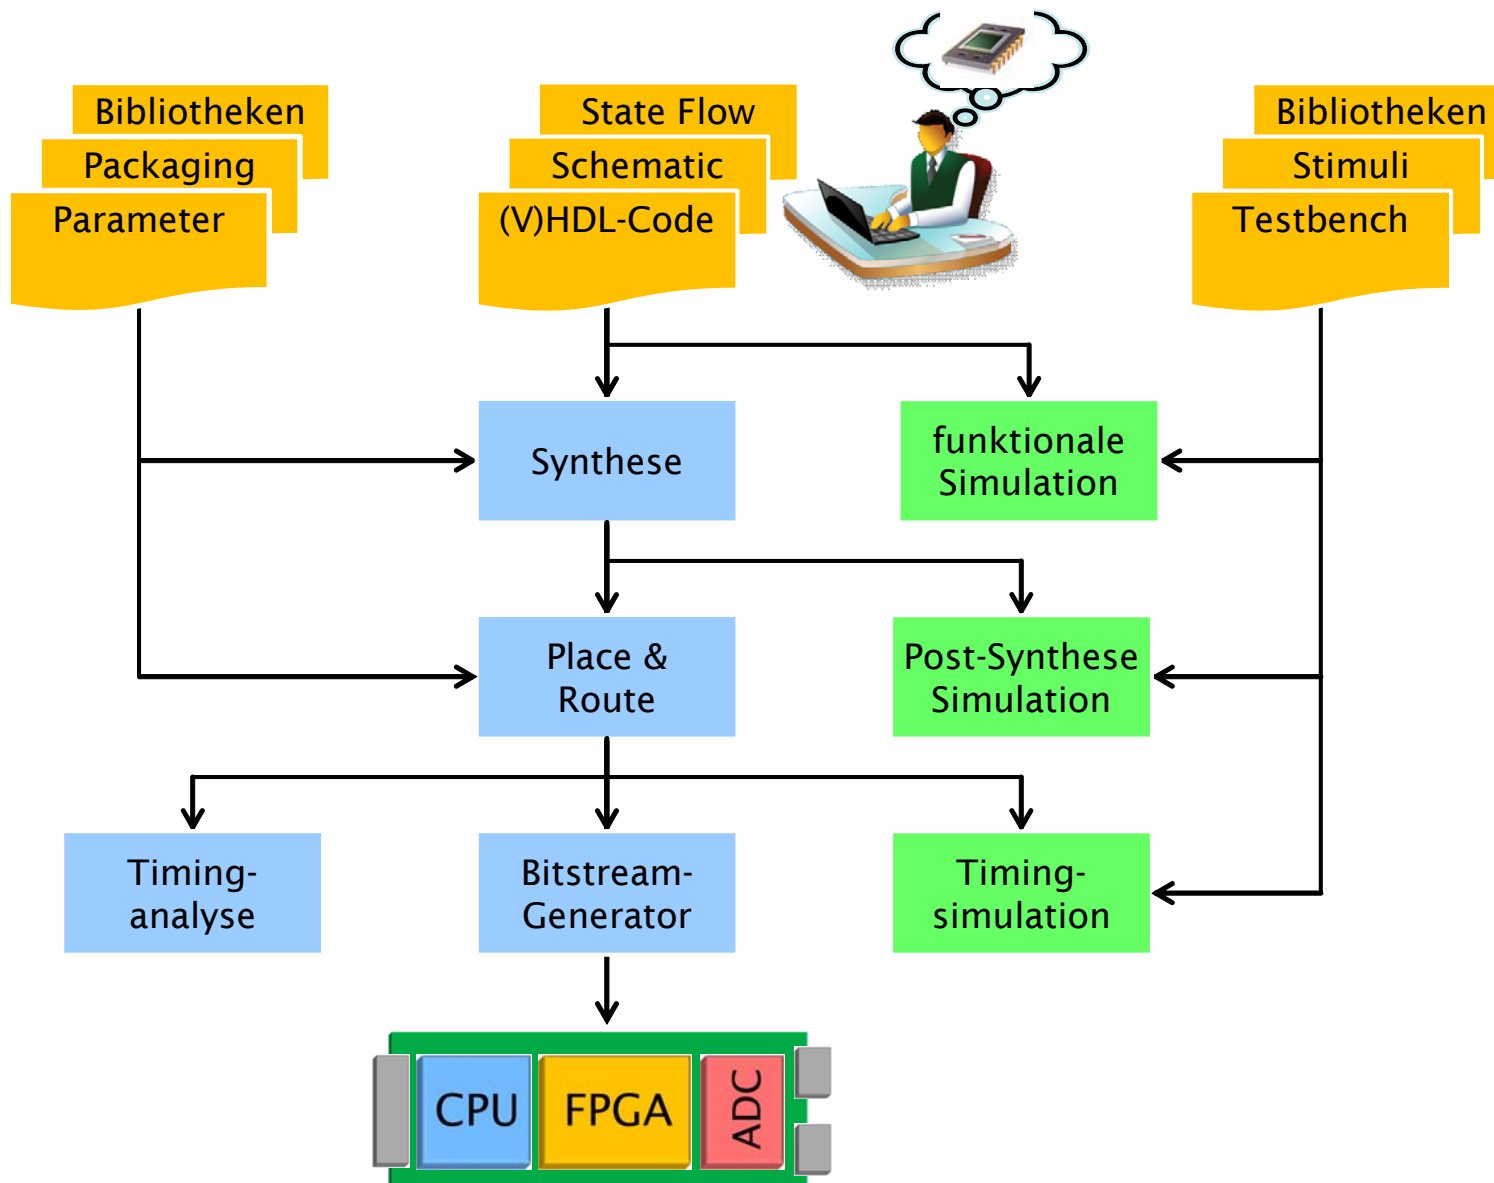 Bibliotheken
Packaging
Parameter
State Flow
Schematic
(V)HDL-Code
Bibliotheken
Stimuli
Testbench
Synthese
funktionale
Simulation
Place &
Route
Post-Synthese
Simulation
Timing-
analyse
Bitstream-
Generator
Timing-
simulation
CPU
FPGA
ADC